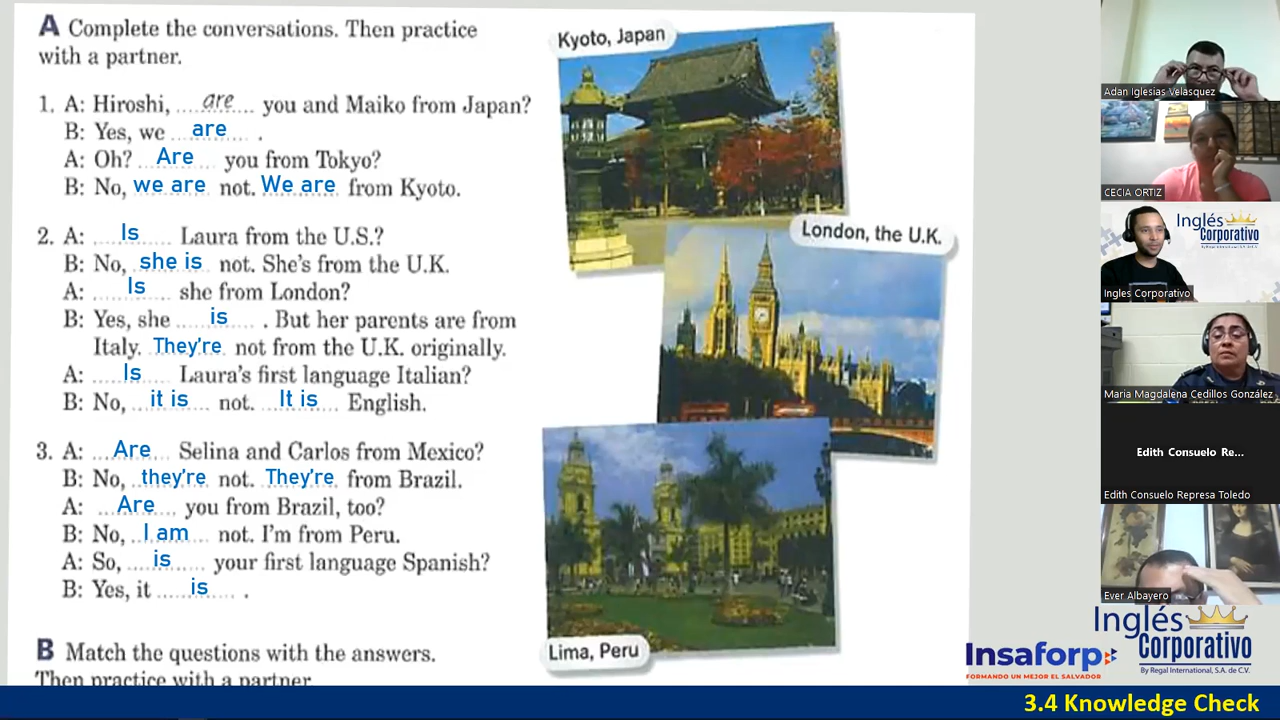 A Complete the conversations. Then practice
with a partner.
1. A: Hiroshi, are you and Maiko from Japan?
B: Yes, we are .
A: Oh? Are you from Tokyo?
B: No, we are not. We are from Kyoto.
2. A: Is Laura from the U.S.?
B: No, she is not. She's from the U.K.
A: Is she from London?
B: Yes, she is . But her parents are from
Italy. They're not from the U.K. originally.
A: Is Laura's first language Italian?
B: No, it is not. It is English.
3. A: Are Selina and Carlos from Mexico?
B: No, they're not. They're from Brazil.
A: Are you from Brazil, too?
B: No, I am not. I'm from Peru.
A: So, is your first language Spanish?
B: Yes, it is .
B Match the questions with the answers.
Then practice with a partner
Kyoto, Japan
London, the U.K.
Lima, Peru
Adan Iglesias Velasquez
CECIA ORTIZ
Inglés
Corporativo
By Regal International, S.A. de C.V.
Ingles Corporativo
Maria Magdalena Cedillos González
Edith Consuelo Re...
Edith Consuelo Represa Toledo
Ever Albayero
Insaforp
FORMANDO UN MEJOR EL SALVADOR
Inglés
Corporativo
By Regal International, S.A. de C.V.
3.4 Knowledge Check